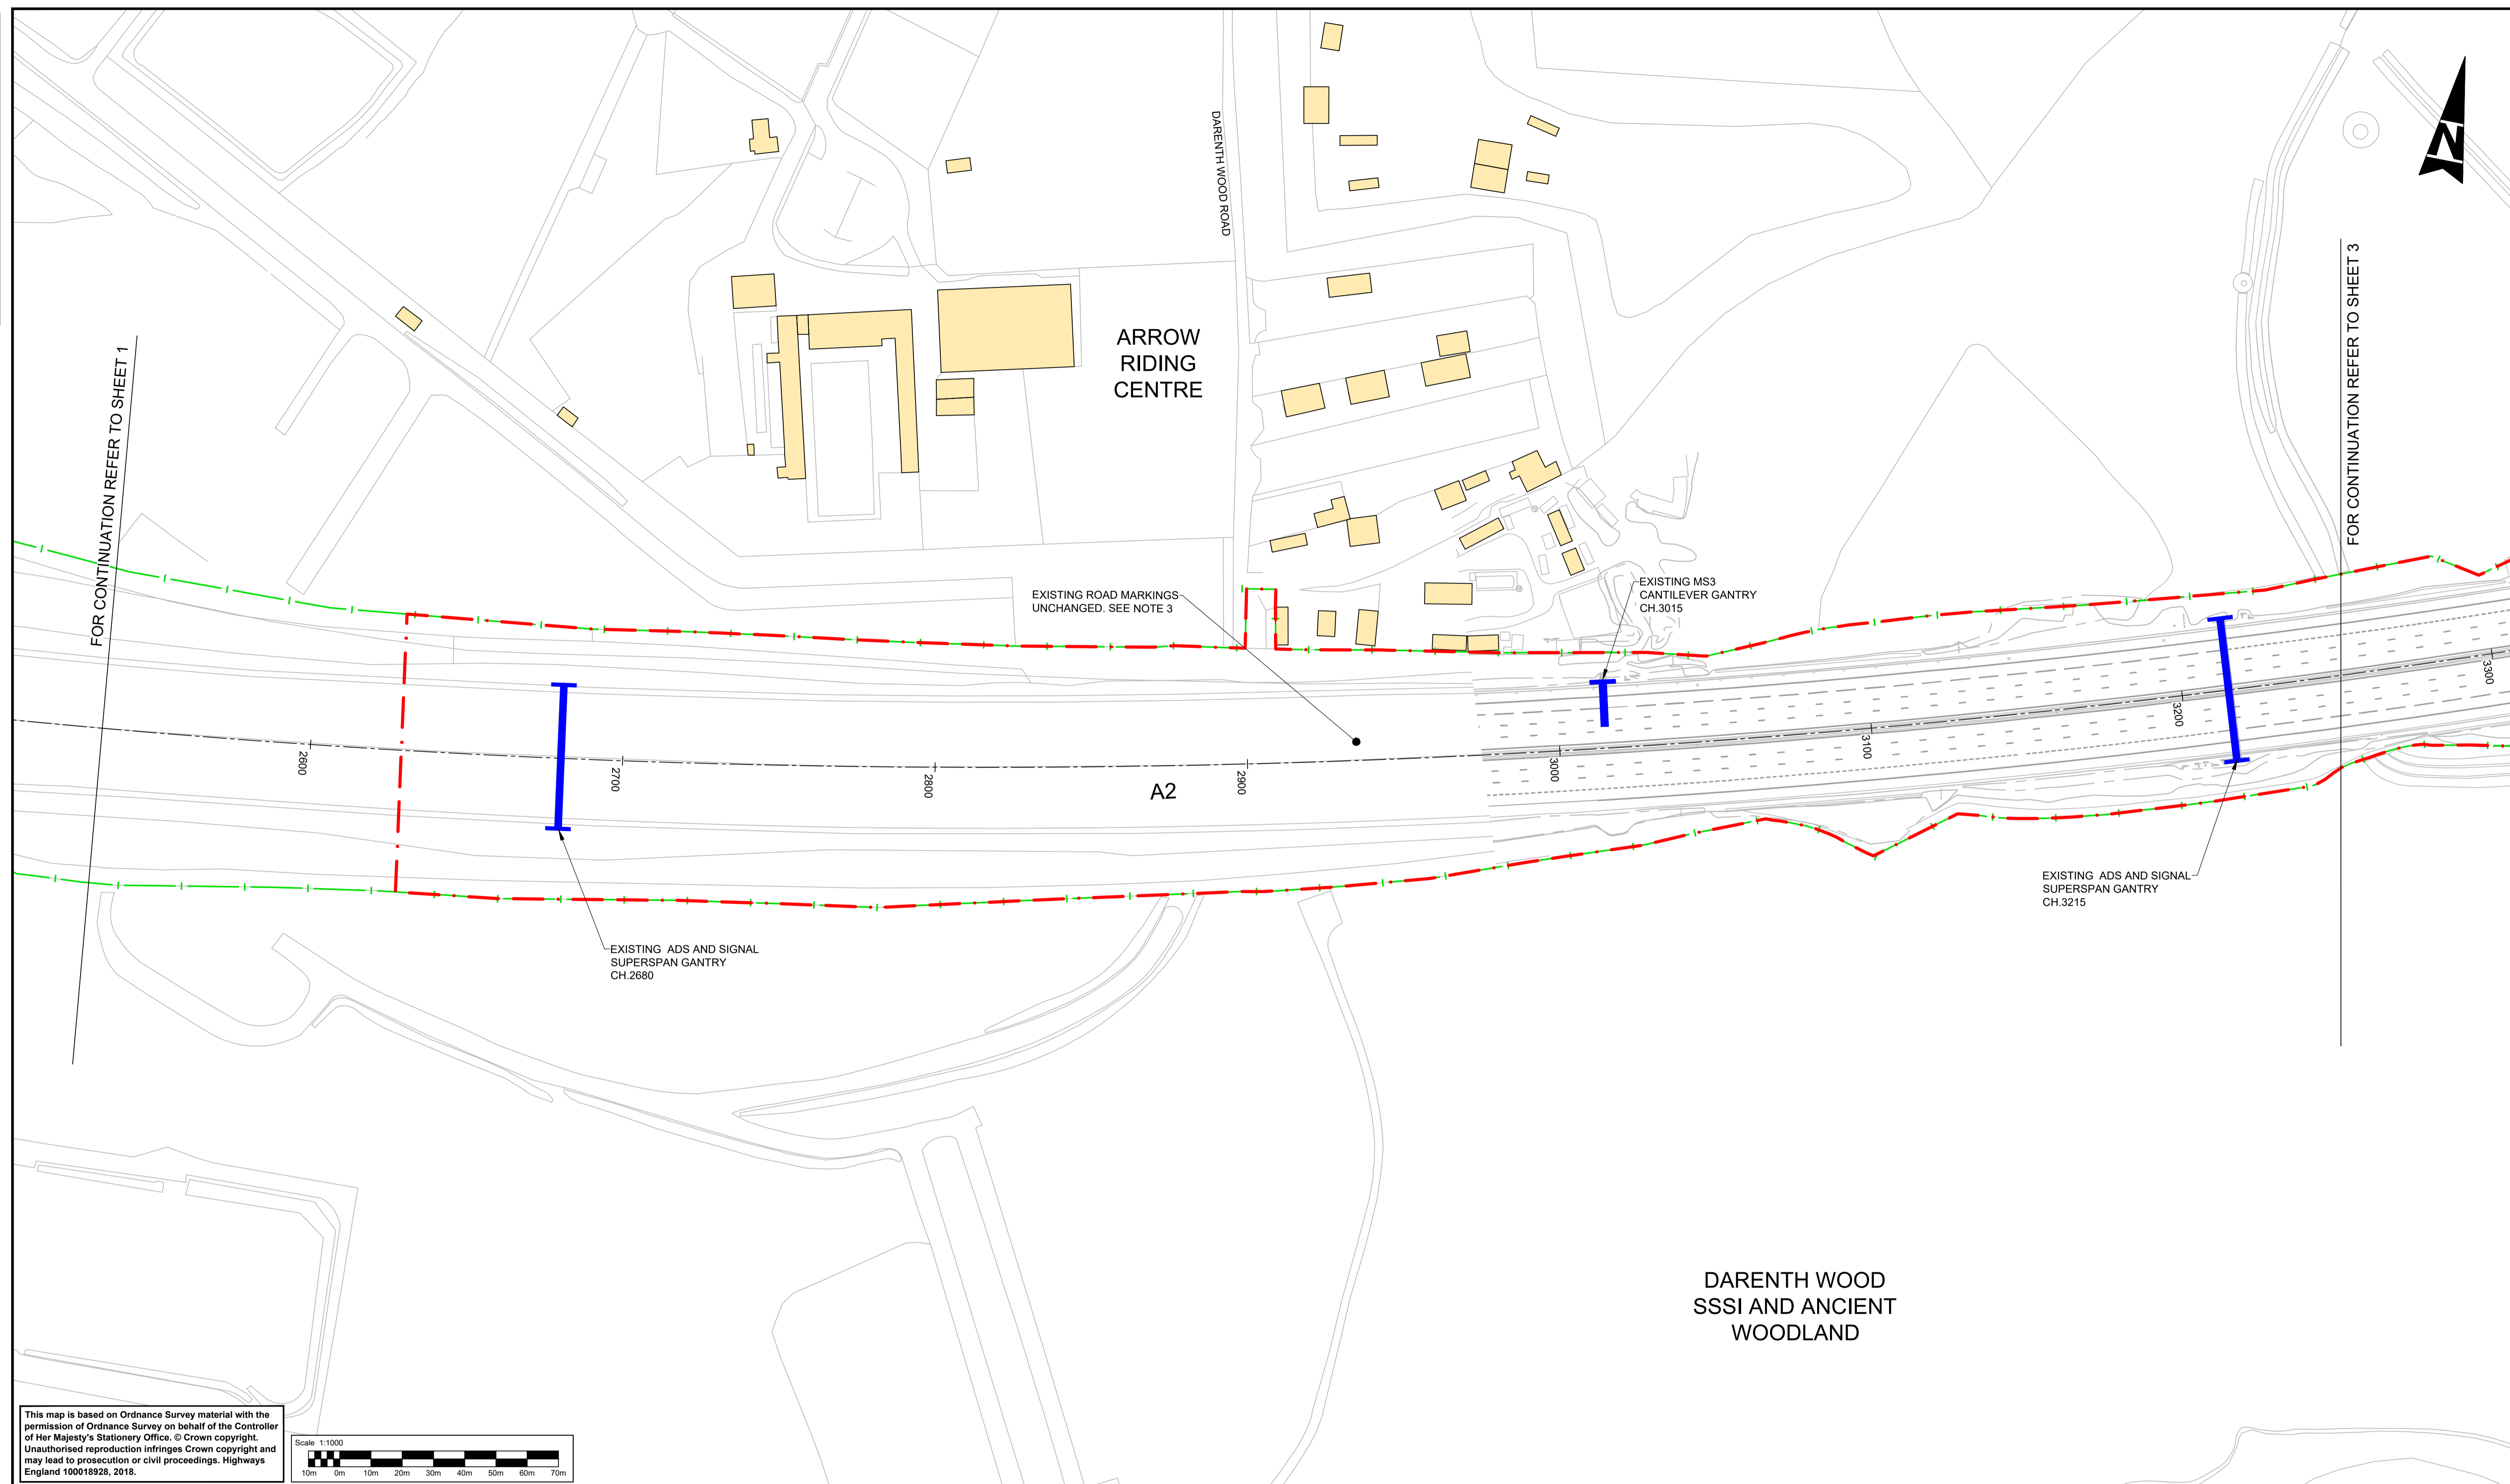 N
DARENTH WOOD ROAD
FOR CONTINUATION REFER TO SHEET 1
FOR CONTINUATION REFER TO SHEET 3
ARROW
RIDING
CENTRE
EXISTING ROAD MARKINGS
UNCHANGED. SEE NOTE 3
EXISTING MS3
CANTILEVER GANTRY
CH.3015
2600
2700
2800
2900
3000
3100
3200
3300
A2
EXISTING ADS AND SIGNAL
SUPERSPAN GANTRY
CH.3215
EXISTING ADS AND SIGNAL
SUPERSPAN GANTRY
CH.2680
DARENTH WOOD
SSSI AND ANCIENT
WOODLAND
This map is based on Ordnance Survey material with the
permission of Ordnance Survey on behalf of the Controller
of Her Majesty's Stationery Office. © Crown copyright.
Unauthorised reproduction infringes Crown copyright and
may lead to prosecution or civil proceedings. Highways
England 100018928, 2018.
Scale 1:1000
10m 0m 10m 20m 30m 40m 50m 60m 70m